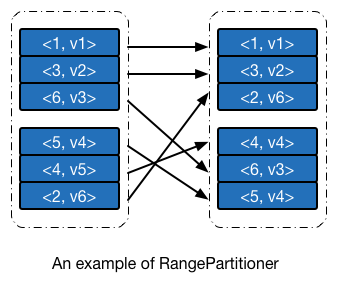 <1, v1>
<3, v2>
<6, v3>
<5, v4>
<4, v5>
<2, v6>
<1, v1>
<3, v2>
<2, v6>
<4, v4>
<6, v3>
<5, v4>
An example of RangePartitioner